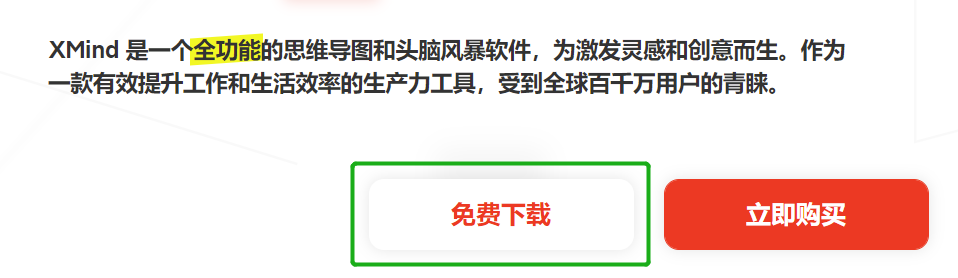 XMind 是一个全功能的思维导图和头脑风暴软件，为激发灵感和创意而生。作为
一款有效提升工作和生活效率的生产力工具，受到全球百千万用户的青睐。
免费下载
立即购买